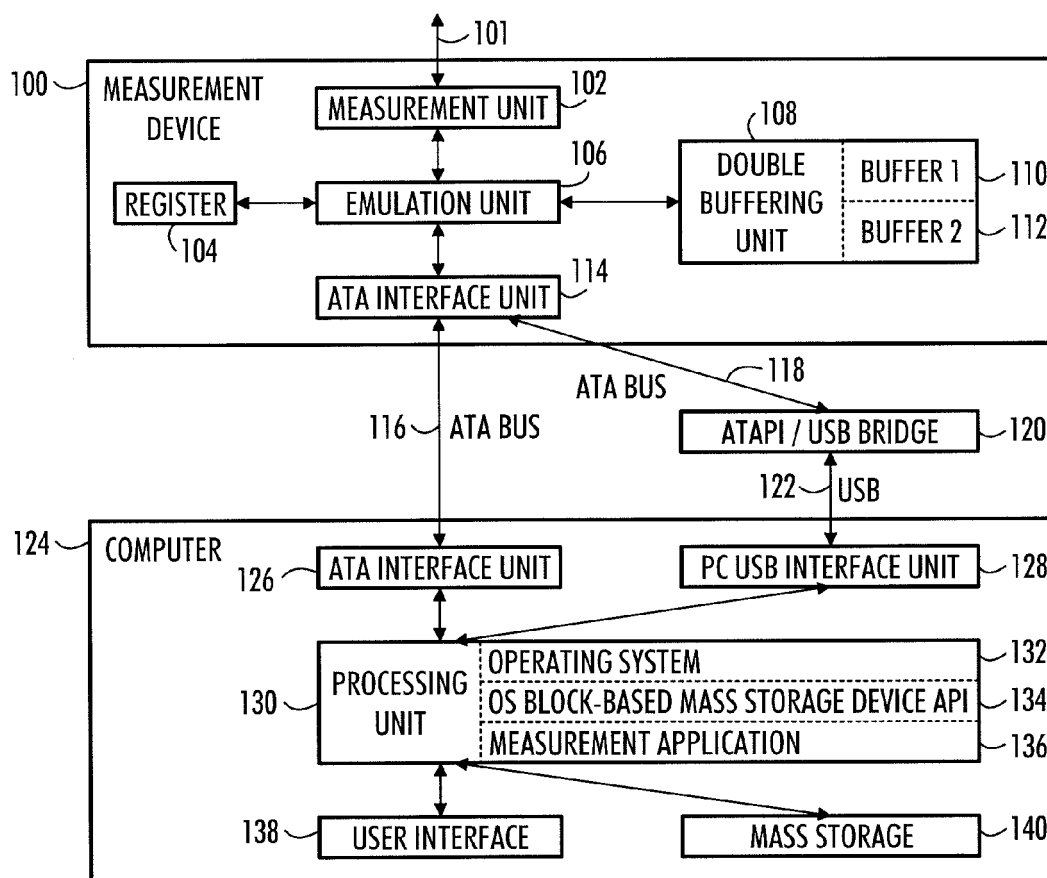 101
100
MEASUREMENT
DEVICE
MEASUREMENT UNIT
102
106
EMULATION UNIT
REGISTER
104
108
DOUBLE
BUFFERING
UNIT
BUFFER 1
110
BUFFER 2
112
ATA INTERFACE UNIT
114
116
ATA BUS
ATA BUS
118
ATAPI / USB BRIDGE
120
122
USB
124
COMPUTER
126
ATA INTERFACE UNIT
PC USB INTERFACE UNIT
128
130
PROCESSING
UNIT
OPERATING SYSTEM
132
OS BLOCK-BASED MASS STORAGE DEVICE API
134
MEASUREMENT APPLICATION
136
138
USER INTERFACE
MASS STORAGE
140